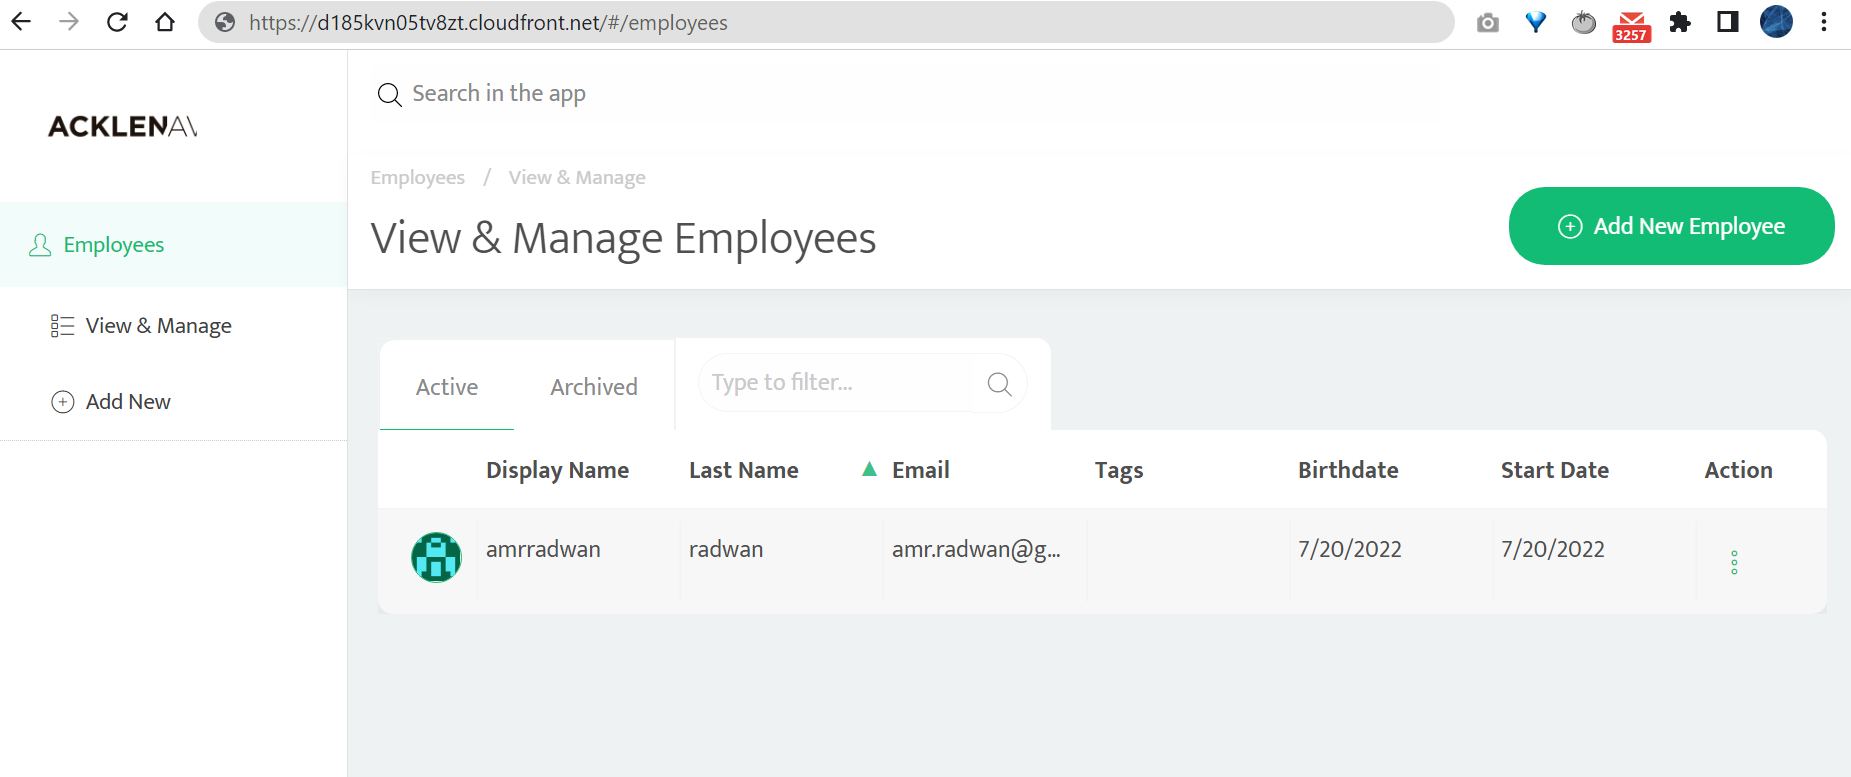 https://d185kvn05tv8zt.cloudfront.net/#/employees
3257
Search in the app
ACKLENAV
Employees / View & Manage
View & Manage Employees
Add New Employee
Employees
View & Manage
Add New
Active Archived Type to filter...
Display Name Last Name Email Tags Birthdate Start Date Action
amrradwan radwan amr.radwan@g... 7/20/2022 7/20/2022